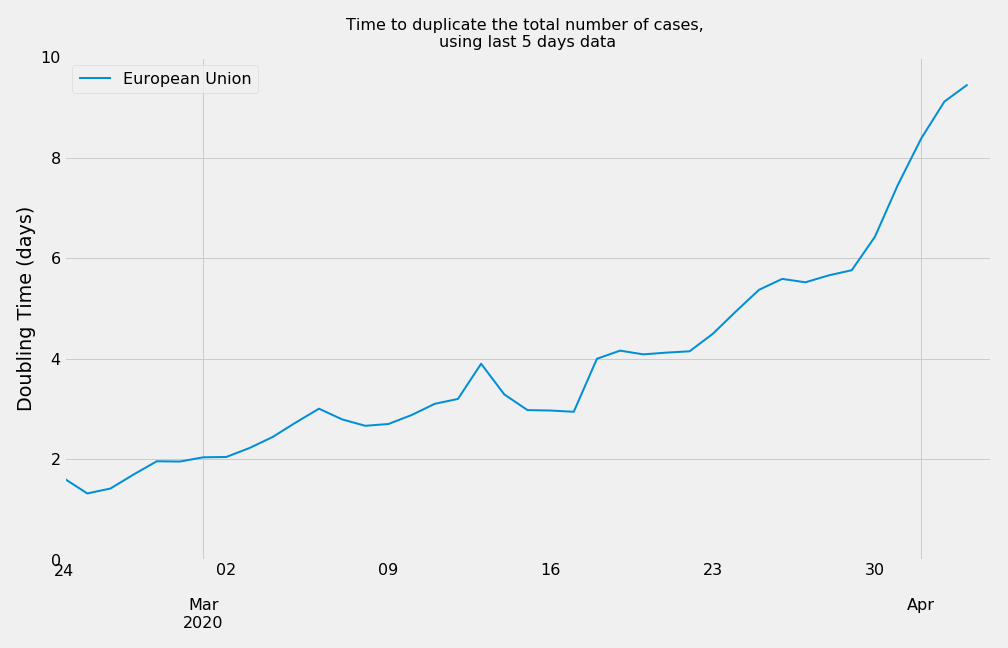 Time to duplicate the total number of cases,
using last 5 days data
European Union
Doubling Time (days)
10
8
6
4
2
0
24
02
09
16
23
30
Mar
2020
Apr